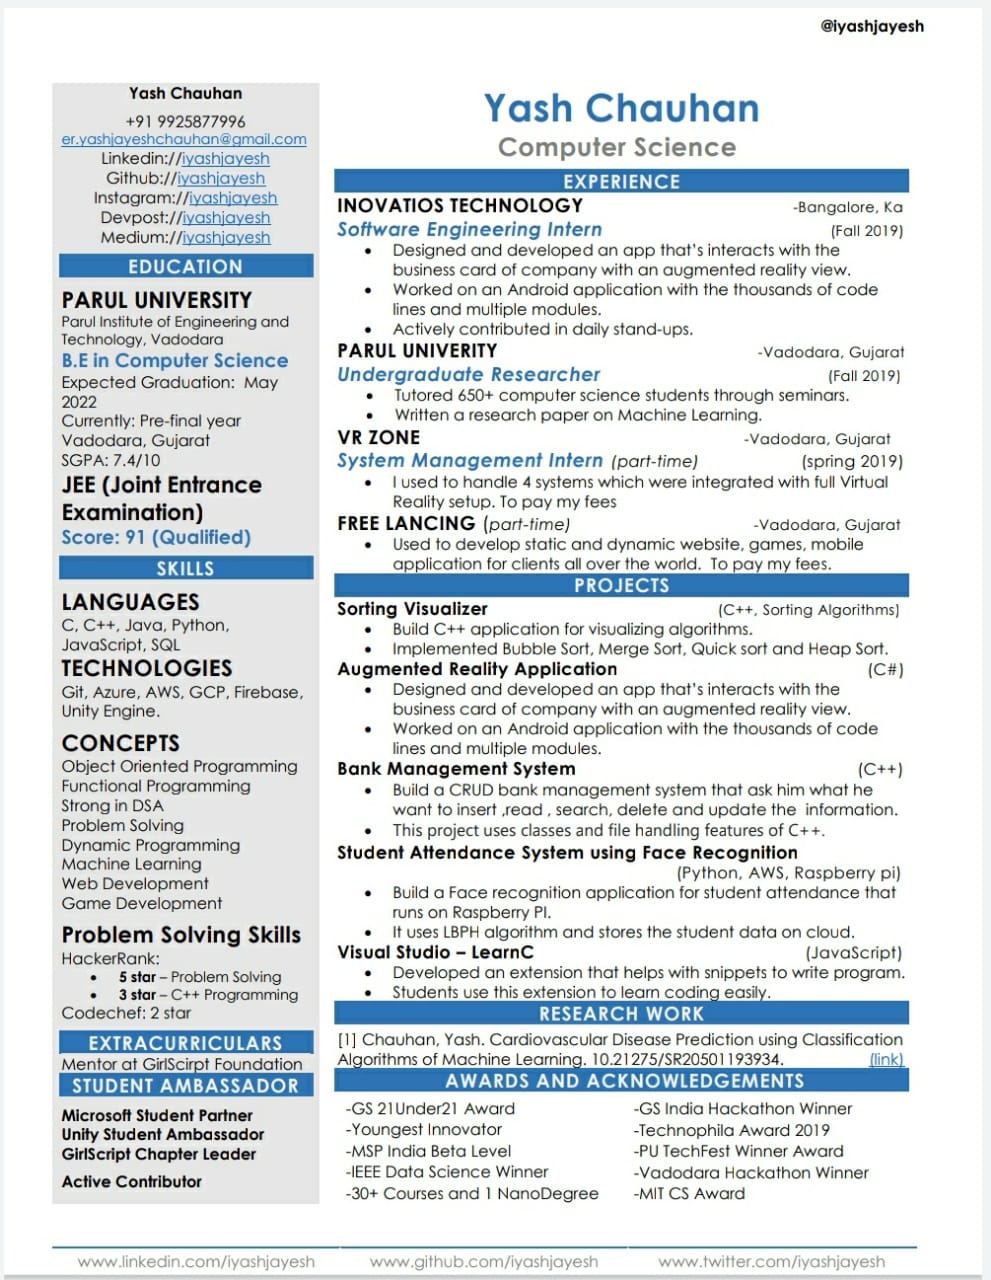 @iyashjayesh
Yash Chauhan
+91 9925877996
er.yashjayeshchauhan@gmail.com
Linkedin://iyashjayesh
Github://iyashjayesh
Instagram://iyashjayesh
Devpost://iyashjayesh
Medium://iyashjayesh
EDUCATION
PARUL UNIVERSITY
Parul Institute of Engineering and
Technology, Vadodara
B.E in Computer Science
Expected Graduation: May
2022
Currently: Pre-final year
Vadodara, Gujarat
SGPA: 7.4/10
JEE (Joint Entrance
Examination)
Score: 91 (Qualified)
SKILLS
LANGUAGES
C, C++, Java, Python,
JavaScript, SQL
TECHNOLOGIES
Git, Azure, AWS, GCP, Firebase,
Unity Engine.
CONCEPTS
Object Oriented Programming
Functional Programming
Strong in DSA
Problem Solving
Dynamic Programming
Machine Learning
Web Development
Game Development
Problem Solving Skills
HackerRank:
• 5 star – Problem Solving
• 3 star – C++ Programming
Codechef: 2 star
EXTRACURRICULARS
Mentor at GirlScirpt Foundation
STUDENT AMBASSADOR
Microsoft Student Partner
Unity Student Ambassador
GirlScript Chapter Leader
Active Contributor
Yash Chauhan
Computer Science
EXPERIENCE
INOVATIOS TECHNOLOGY -Bangalore, Ka
Software Engineering Intern (Fall 2019)
• Designed and developed an app that's interacts with the
business card of company with an augmented reality view.
• Worked on an Android application with the thousands of code
lines and multiple modules.
• Actively contributed in daily stand-ups.
PARUL UNIVERITY -Vadodara, Gujarat
Undergraduate Researcher (Fall 2019)
• Tutored 650+ computer science students through seminars.
• Written a research paper on Machine Learning.
VR ZONE -Vadodara, Gujarat
System Management Intern (part-time) (spring 2019)
• I used to handle 4 systems which were integrated with full Virtual
Reality setup. To pay my fees
FREE LANCING (part-time) -Vadodara, Gujarat
• Used to develop static and dynamic website, games, mobile
application for clients all over the world. To pay my fees.
PROJECTS
Sorting Visualizer (C++, Sorting Algorithms)
• Build C++ application for visualizing algorithms.
• Implemented Bubble Sort, Merge Sort, Quick sort and Heap Sort.
Augmented Reality Application (C#)
• Designed and developed an app that's interacts with the
business card of company with an augmented reality view.
• Worked on an Android application with the thousands of code
lines and multiple modules.
Bank Management System (C++)
• Build a CRUD bank management system that ask him what he
want to insert ,read , search, delete and update the information.
• This project uses classes and file handling features of C++.
Student Attendance System using Face Recognition
(Python, AWS, Raspberry pi)
• Build a Face recognition application for student attendance that
runs on Raspberry PI.
• It uses LBPH algorithm and stores the student data on cloud.
Visual Studio – LearnC (JavaScript)
• Developed an extension that helps with snippets to write program.
• Students use this extension to learn coding easily.
RESEARCH WORK
[1] Chauhan, Yash. Cardiovascular Disease Prediction using Classification
Algorithms of Machine Learning. 10.21275/SR20501193934. (link)
AWARDS AND ACKNOWLEDGEMENTS
-GS 21Under21 Award
-Youngest Innovator
-MSP India Beta Level
-IEEE Data Science Winner
-30+ Courses and 1 NanoDegree
-GS India Hackathon Winner
-Technophila Award 2019
-PU TechFest Winner Award
-Vadodara Hackathon Winner
-MIT CS Award
www.linkedin.com/iyashjayesh www.github.com/iyashjayesh www.twitter.com/iyashjayesh